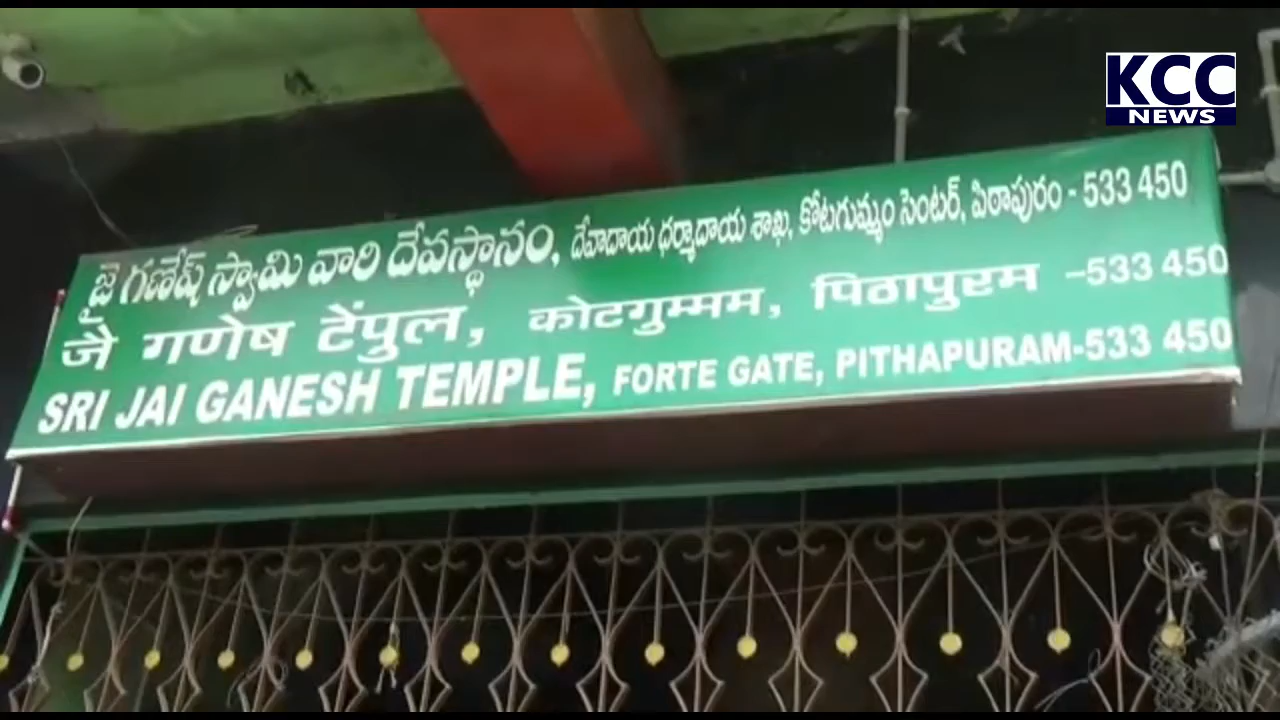 KCC
NEWS
జై గణేష్ స్వామి వారి దేవస్థానం, దేవాదాయ ధర్మాదాయ శాఖ, కోటగుమ్మం సెంటర్, పిఠాపురం - 533 450
जै गणेष टेंपुल, कोटगुम्मम, पिठापुरम –533 450
SRI JAI GANESH TEMPLE, FORTE GATE, PITHAPURAM-533 450